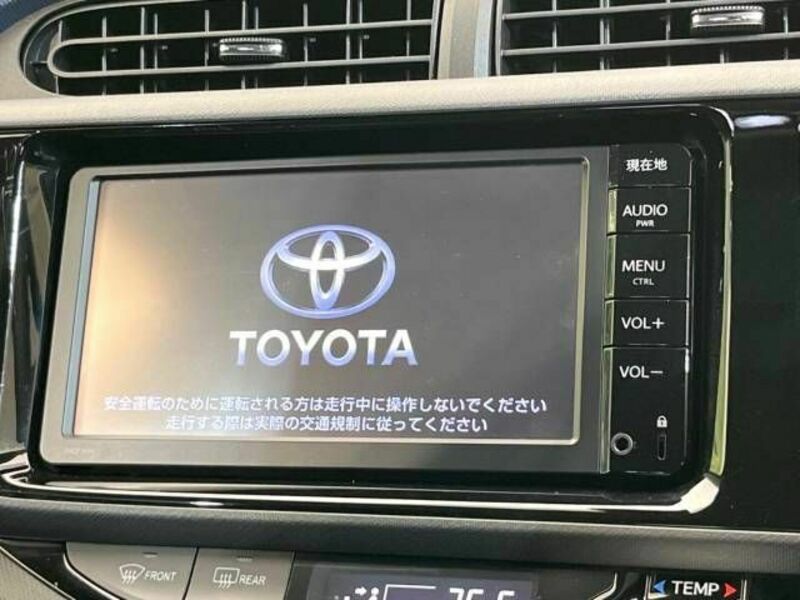 現在地
AUDIO
PWR
MENU
CTRL
VOL+
VOL-
TOYOTA
安全運転のために運転される方は走行中に操作しないでください
走行する際は実際の交通規制に従ってください
FRONT
REAR
TEMP